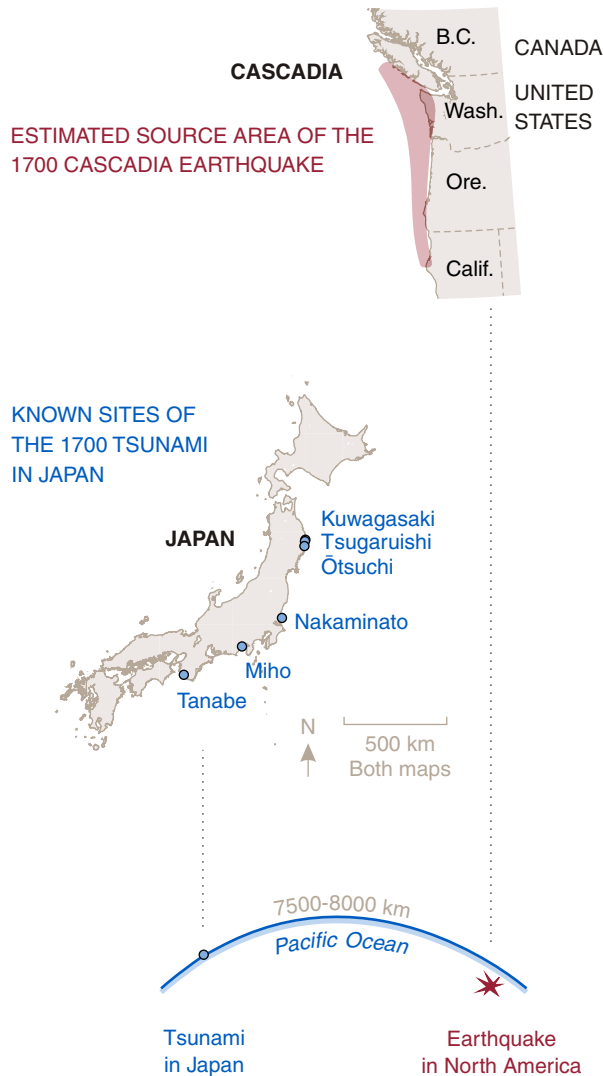 B.C.
CANADA
CASCADIA
UNITED
STATES
Wash.
ESTIMATED SOURCE AREA OF THE
1700 CASCADIA EARTHQUAKE
Ore.
Calif.
KNOWN SITES OF
THE 1700 TSUNAMI
IN JAPAN
JAPAN
Kuwagasaki
Tsugaruishi
Ōtsuchi
Nakaminato
Miho
Tanabe
N
500 km
Both maps
7500-8000 km
Pacific Ocean
Tsunami
in Japan
Earthquake
in North America